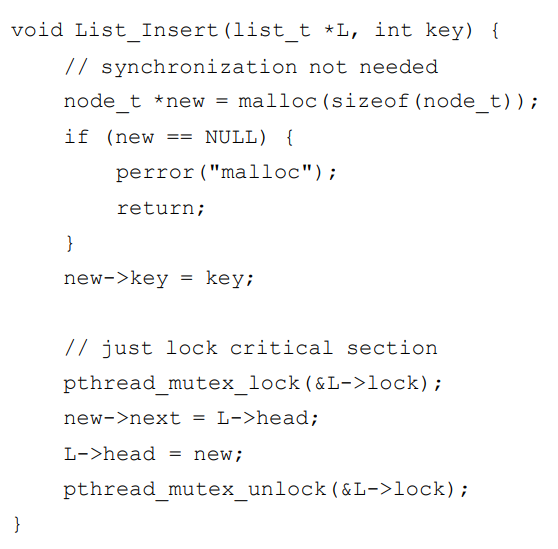 void List_Insert(list_t *L, int key) {
    // synchronization not needed
    node_t *new = malloc(sizeof(node_t));
    if (new == NULL) {
        perror("malloc");
        return;
    }
    new->key = key;

    // just lock critical section
    pthread_mutex_lock(&L->lock);
    new->next = L->head;
    L->head = new;
    pthread_mutex_unlock(&L->lock);
}